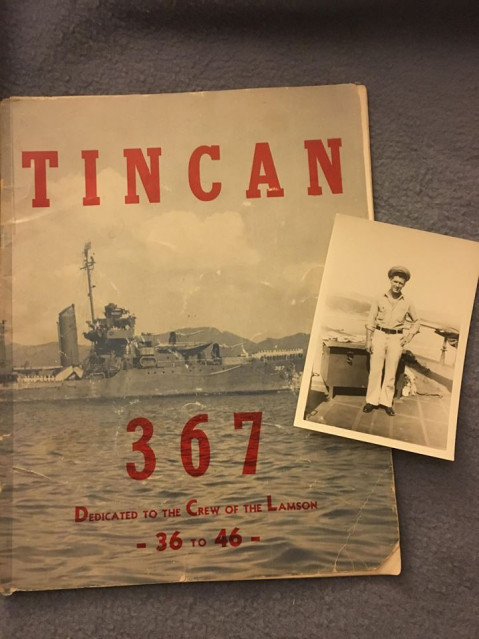 TINCAN
367
DEDICATED TO THE CREW OF THE LAMSON
- 36 TO 46 -